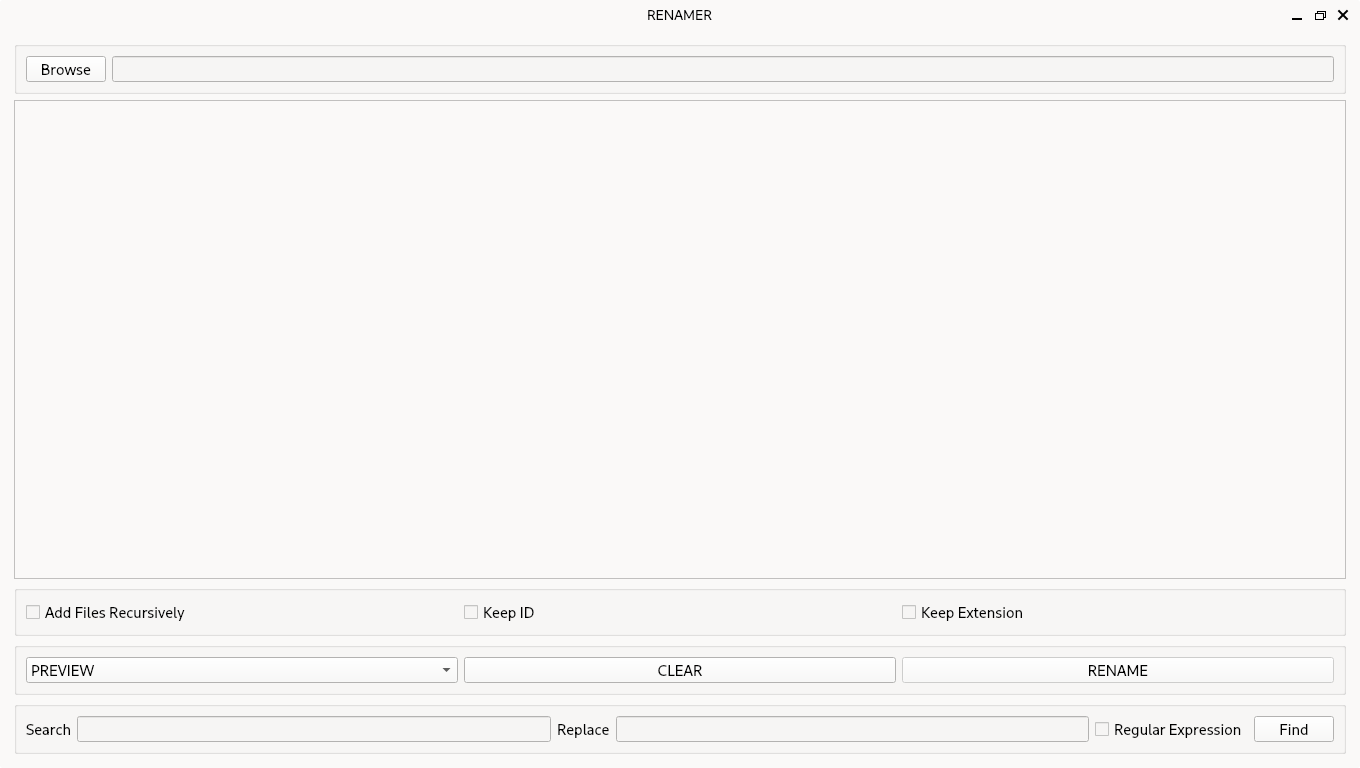 RENAMER
Browse
Add Files Recursively Keep ID Keep Extension
PREVIEW CLEAR RENAME
Search Replace Regular Expression Find